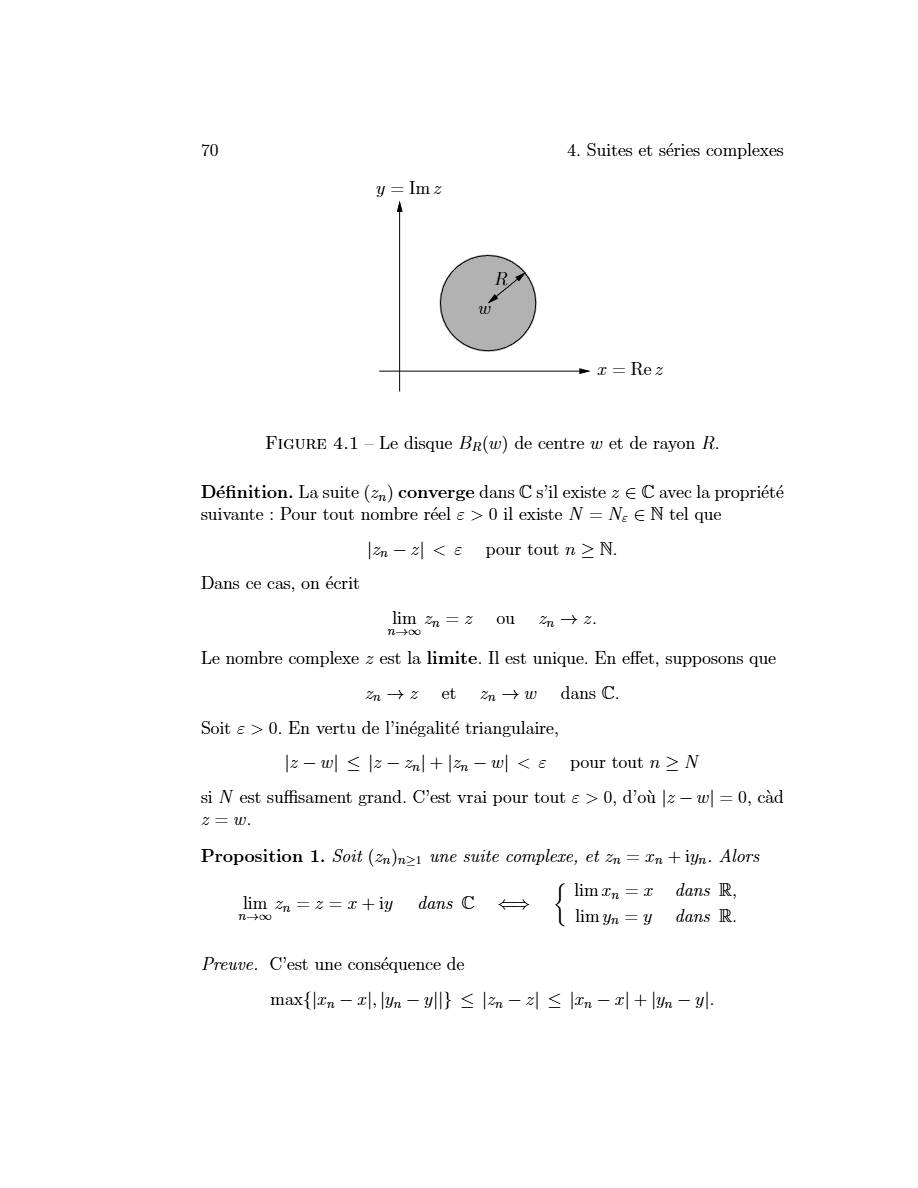 70 4. Suites et séries complexes
y = Im z
R
w
x = Re z
FIGURE 4.1 – Le disque B_R(w) de centre w et de rayon R.
Définition. La suite (z_n) converge dans ℂ s'il existe z ∈ ℂ avec la propriété
suivante : Pour tout nombre réel ε > 0 il existe N = N_ε ∈ ℕ tel que
|z_n − z| < ε pour tout n ≥ ℕ.
Dans ce cas, on écrit
lim_{n→∞} z_n = z ou z_n → z.
Le nombre complexe z est la limite. Il est unique. En effet, supposons que
z_n → z et z_n → w dans ℂ.
Soit ε > 0. En vertu de l'inégalité triangulaire,
|z − w| ≤ |z − z_n| + |z_n − w| < ε pour tout n ≥ N
si N est suffisament grand. C'est vrai pour tout ε > 0, d'où |z − w| = 0, càd
z = w.
Proposition 1. Soit (z_n)_{n≥1} une suite complexe, et z_n = x_n + iy_n. Alors
lim_{n→∞} z_n = z = x + iy dans ℂ ⟺ { lim x_n = x dans ℝ,
lim y_n = y dans ℝ.
Preuve. C'est une conséquence de
max{|x_n − x|, |y_n − y||} ≤ |z_n − z| ≤ |x_n − x| + |y_n − y|.